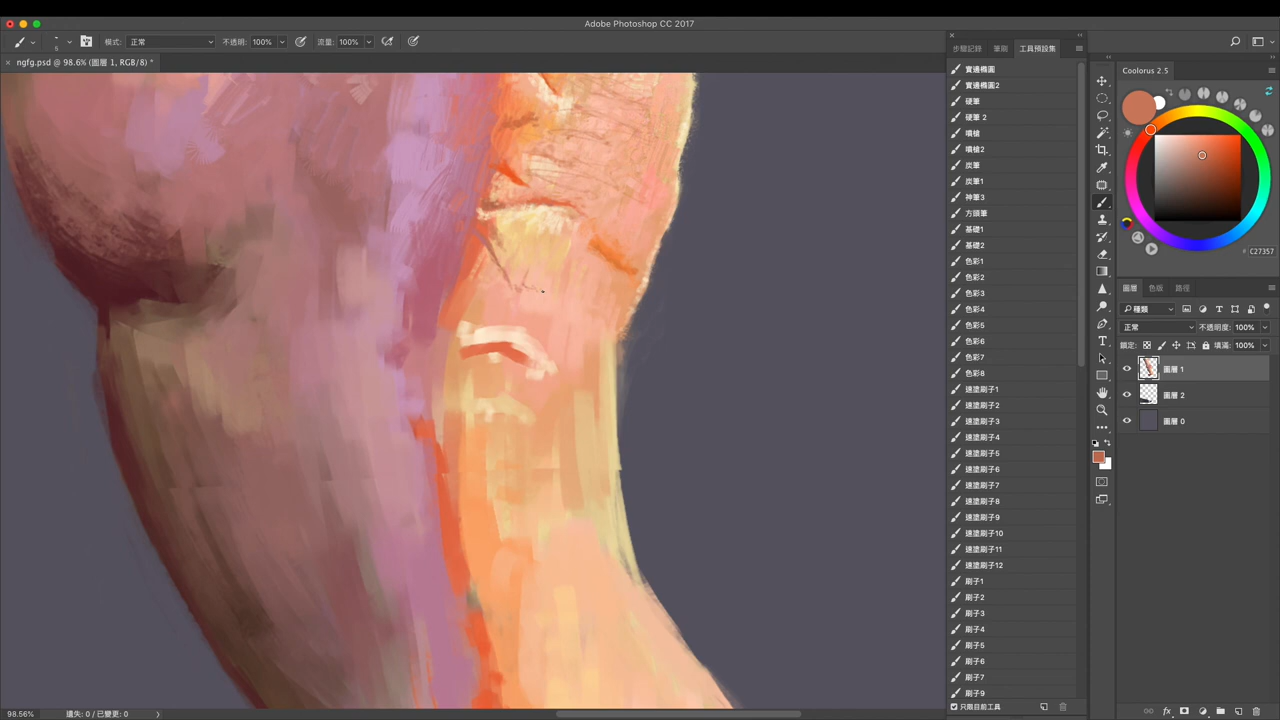 Adobe Photoshop CC 2017
模式: 正常 不透明: 100% 流量: 100%
ngfg.psd @ 98.6% (圖層 1, RGB/8) *
步驟記錄 筆刷 工具預設集
實邊橢圓
實邊橢圓2
硬筆
硬筆 2
噴槍
噴槍2
炭筆
炭筆1
神筆3
方頭筆
基礎1
基礎2
色彩1
色彩2
色彩3
色彩4
色彩5
色彩6
色彩7
色彩8
速塗刷子1
速塗刷子2
速塗刷子3
速塗刷子4
速塗刷子5
速塗刷子6
速塗刷子7
速塗刷子8
速塗刷子9
速塗刷子10
速塗刷子11
速塗刷子12
刷子1
刷子2
刷子3
刷子4
刷子5
刷子6
刷子7
刷子9
只限目前工具
Coolorus 2.5
# C27357
圖層 色版 路徑
種類
正常 不透明度: 100%
鎖定: 填滿: 100%
圖層 1
圖層 2
圖層 0
98.56% 遺失: 0 / 已變更: 0